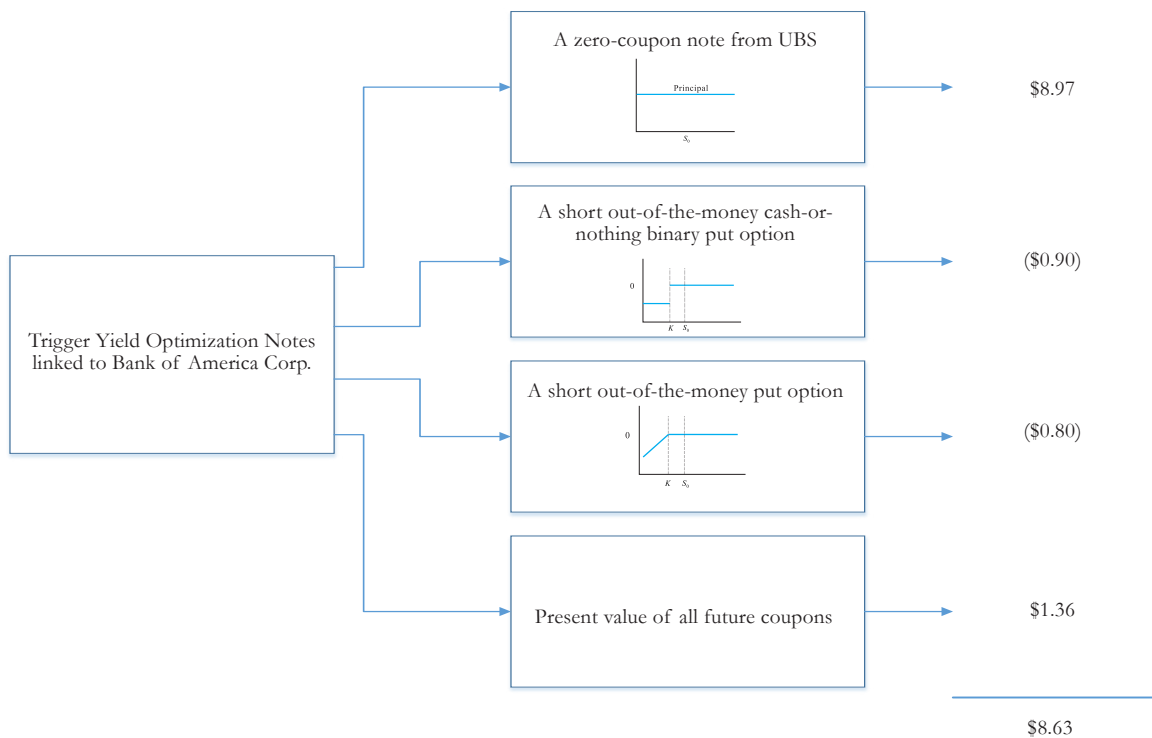 A zero-coupon note from UBS
Principal
S0
$8.97
A short out-of-the-money cash-or-
nothing binary put option
0
K S0
($0.90)
Trigger Yield Optimization Notes
linked to Bank of America Corp.
A short out-of-the-money put option
0
K S0
($0.80)
Present value of all future coupons
$1.36
$8.63